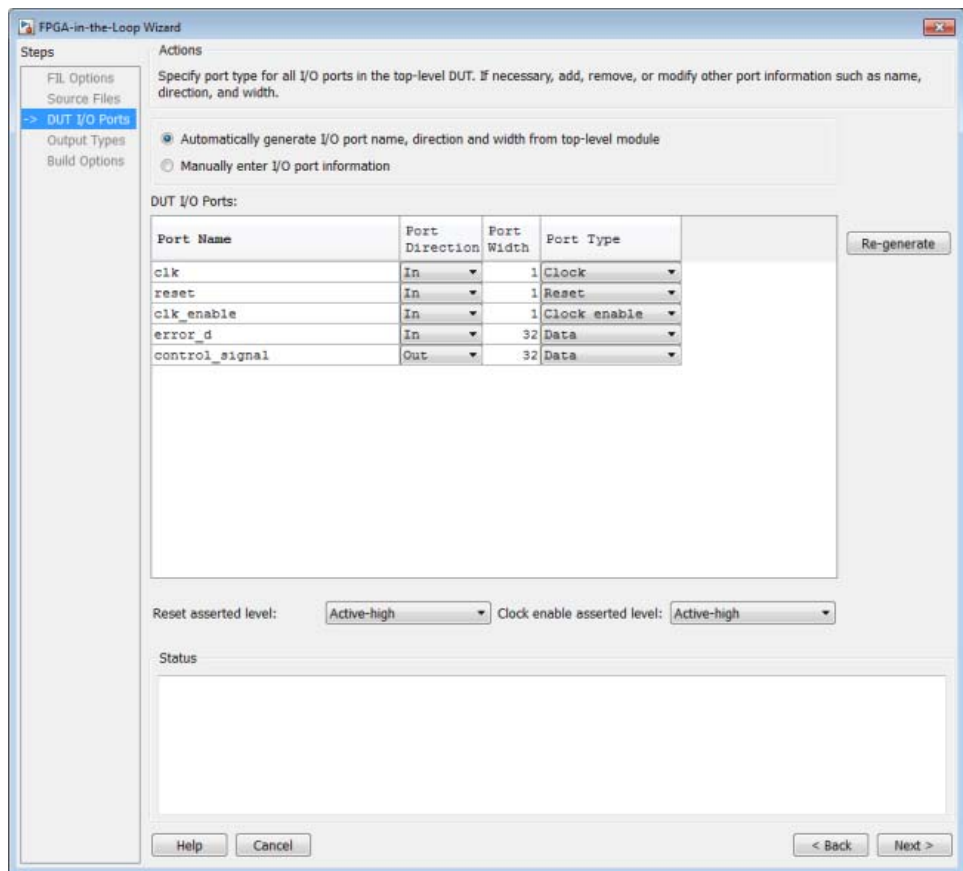 FPGA-in-the-Loop Wizard
Steps
FIL Options
Source Files
-> DUT I/O Ports
Output Types
Build Options
Actions
Specify port type for all I/O ports in the top-level DUT. If necessary, add, remove, or modify other port information such as name,
direction, and width.
Automatically generate I/O port name, direction and width from top-level module
Manually enter I/O port information
DUT I/O Ports:
Port Name Port Direction Port Width Port Type
clk In 1 Clock
reset In 1 Reset
clk_enable In 1 Clock enable
error_d In 32 Data
control_signal Out 32 Data
Re-generate
Reset asserted level: Active-high Clock enable asserted level: Active-high
Status
Help Cancel < Back Next >